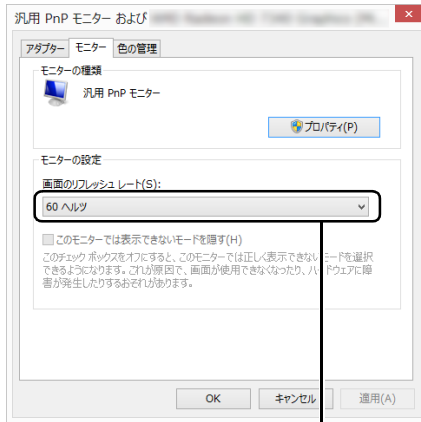 汎用 PnP モニター および
アダプター モニター 色の管理
モニターの種類
汎用 PnP モニター
プロパティ(P)
モニターの設定
画面のリフレッシュ レート(S):
60 ヘルツ
このモニターでは表示できないモードを隠す(H)
このチェック ボックスをオフにすると、このモニターでは正しく表示できないモードを選択
できるようになります。これが原因で、画面が使用できなくなったり、ハードウェアに障
害が発生したりするおそれがあります。
OK キャンセル 適用(A)